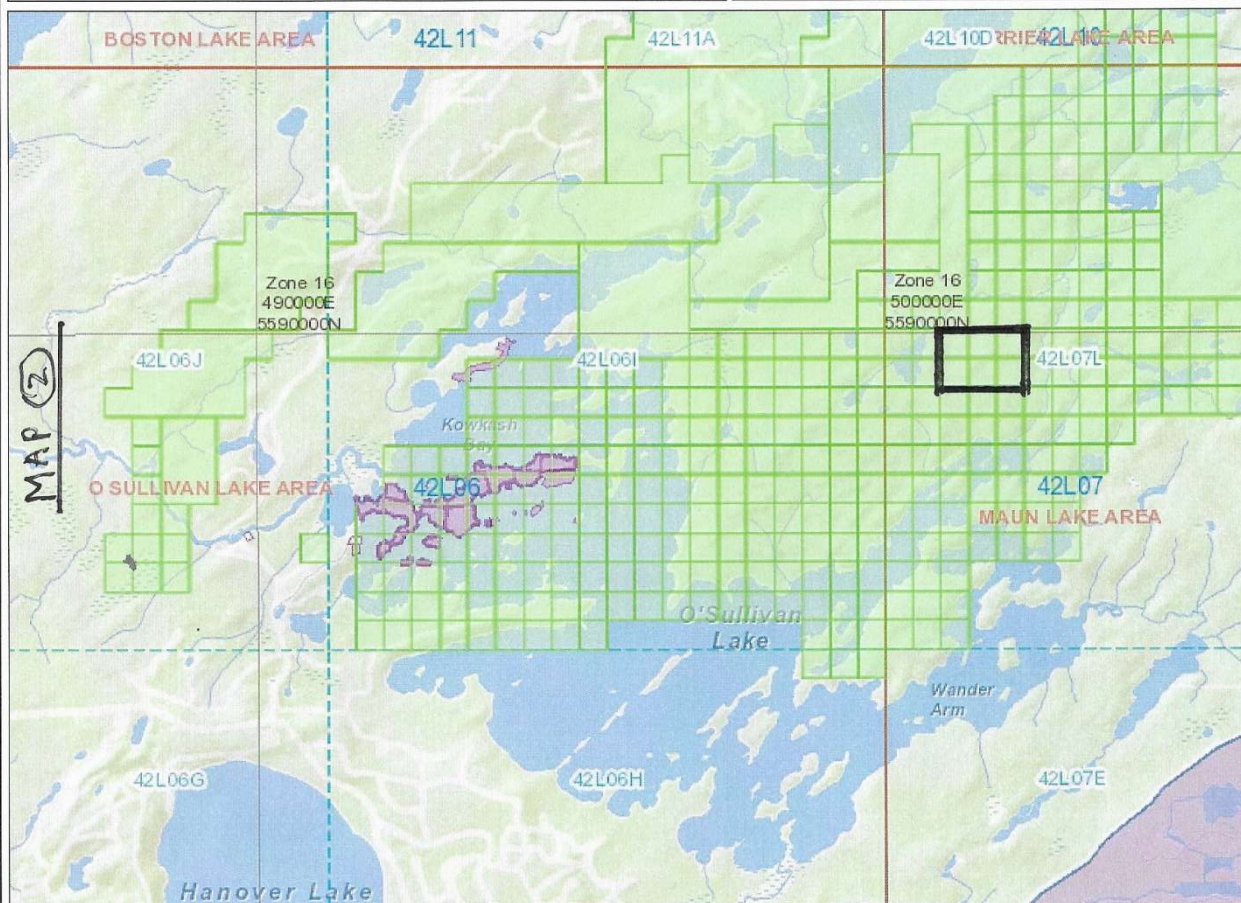 BOSTON LAKE AREA
42L11
42L11A
42L10D
42L10
RRIER LAKE AREA
Zone 16
490000E
5590000N
Zone 16
500000E
5590000N
MAP 2
42L06J
42L06I
42L07L
Kowkash
Bay
O SULLIVAN LAKE AREA
42L06
42L07
MAUN LAKE AREA
O'Sullivan
Lake
Wander
Arm
42L06G
42L06H
42L07E
Hanover Lake